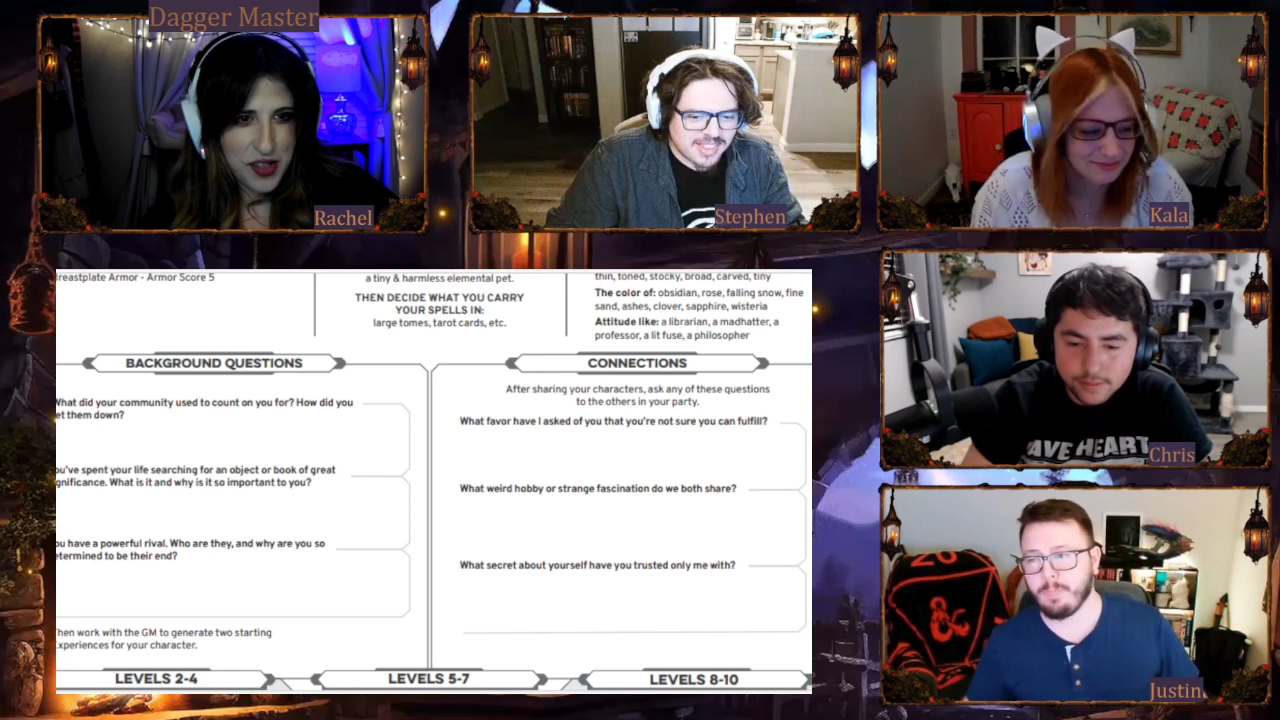 Dagger Master
Rachel
Stephen
Kala
Breastplate Armor - Armor Score 5
a tiny & harmless elemental pet.
THEN DECIDE WHAT YOU CARRY
YOUR SPELLS IN:
large tomes, tarot cards, etc.
thin, toned, stocky, broad, carved, tiny
The color of: obsidian, rose, falling snow, fine
sand, ashes, clover, sapphire, wisteria
Attitude like: a librarian, a madhatter, a
professor, a lit fuse, a philosopher
BACKGROUND QUESTIONS
What did your community used to count on you for? How did you
et them down?
ou've spent your life searching for an object or book of great
gnificance. What is it and why is it so important to you?
ou have a powerful rival. Who are they, and why are you so
etermined to be their end?
Then work with the GM to generate two starting
Experiences for your character.
CONNECTIONS
After sharing your characters, ask any of these questions
to the others in your party.
What favor have I asked of you that you're not sure you can fulfill?
What weird hobby or strange fascination do we both share?
What secret about yourself have you trusted only me with?
LEVELS 2-4
LEVELS 5-7
LEVELS 8-10
AVE HEART
Chris
20
&
Justin